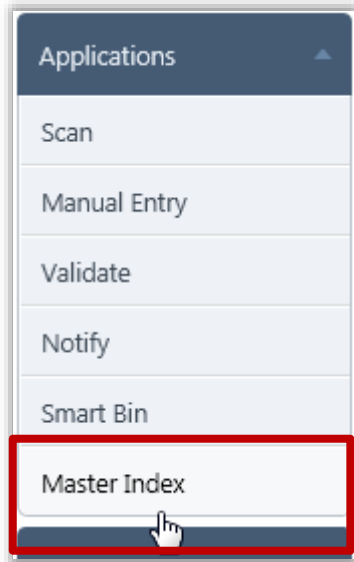 Applications
Scan
Manual Entry
Validate
Notify
Smart Bin
Master Index